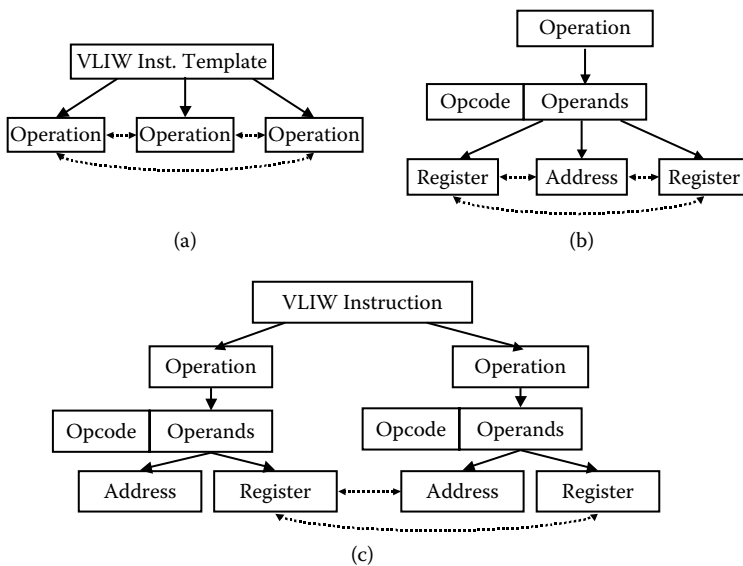 VLIW Inst. Template
Operation Operation Operation
(a)
Operation
Opcode Operands
Register Address Register
(b)
VLIW Instruction
Operation Operation
Opcode Operands Opcode Operands
Address Register Address Register
(c)